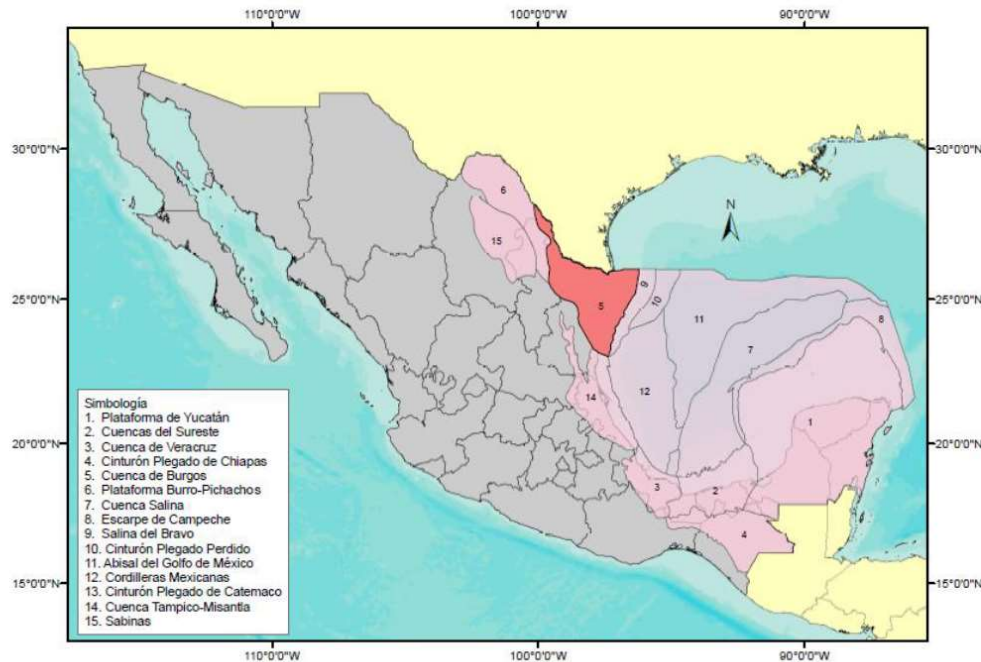 110°0'0"W
100°0'0"W
90°0'0"W
30°0'0"N
30°0'0"N
25°0'0"N
25°0'0"N
20°0'0"N
20°0'0"N
15°0'0"N
15°0'0"N
N
6
15
5
9
10
11
8
7
12
14
1
3
2
4
Simbología
1. Plataforma de Yucatán
2. Cuencas del Sureste
3. Cuenca de Veracruz
4. Cinturón Plegado de Chiapas
5. Cuenca de Burgos
6. Plataforma Burro-Pichachos
7. Cuenca Salina
8. Escarpe de Campeche
9. Salina del Bravo
10. Cinturón Plegado Perdido
11. Abisal del Golfo de México
12. Cordilleras Mexicanas
13. Cinturón Plegado de Catemaco
14. Cuenca Tampico-Misantla
15. Sabinas
110°0'0"W
100°0'0"W
90°0'0"W